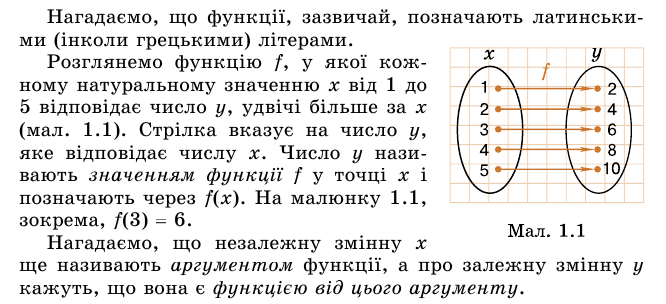 Нагадаємо, що функції, зазвичай, позначають латинськи-
ми (інколи грецькими) літерами.
Розглянемо функцію f, у якої кож-
ному натуральному значенню x від 1 до
5 відповідає число y, удвічі більше за x
(мал. 1.1). Стрілка вказує на число y,
яке відповідає числу x. Число y нази-
вають значенням функції f у точці x і
позначають через f(x). На малюнку 1.1,
зокрема, f(3) = 6.
x y
f
1 2
2 4
3 6
4 8
5 10
Мал. 1.1
Нагадаємо, що незалежну змінну x
ще називають аргументом функції, а про залежну змінну y
кажуть, що вона є функцією від цього аргументу.